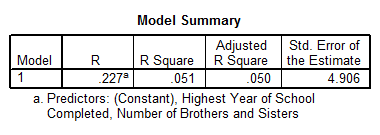 Model Summary
Model R R Square Adjusted R Square Std. Error of the Estimate
1 .227a .051 .050 4.906
a. Predictors: (Constant), Highest Year of School
Completed, Number of Brothers and Sisters